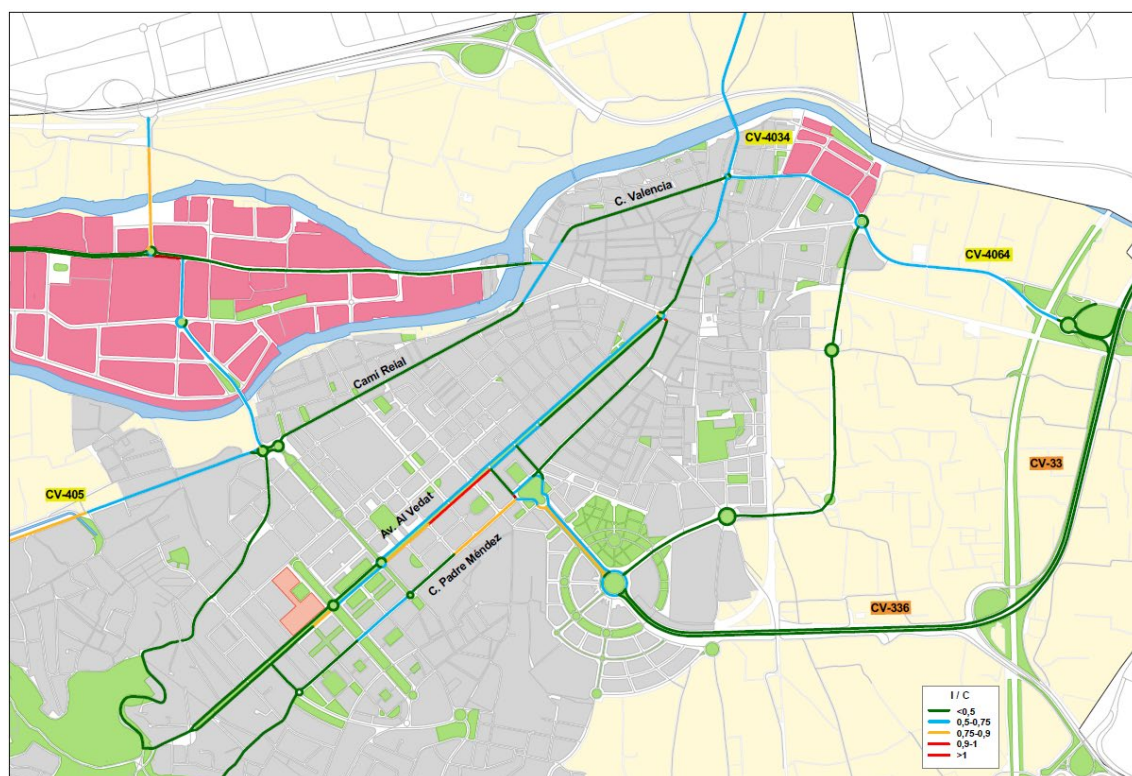 CV-4034
C. Valencia
CV-4064
Camí Reial
CV-33
CV-405
Av. Al Vedat
C. Padre Méndez
CV-336
I / C
<0,5
0,5-0,75
0,75-0,9
0,9-1
>1